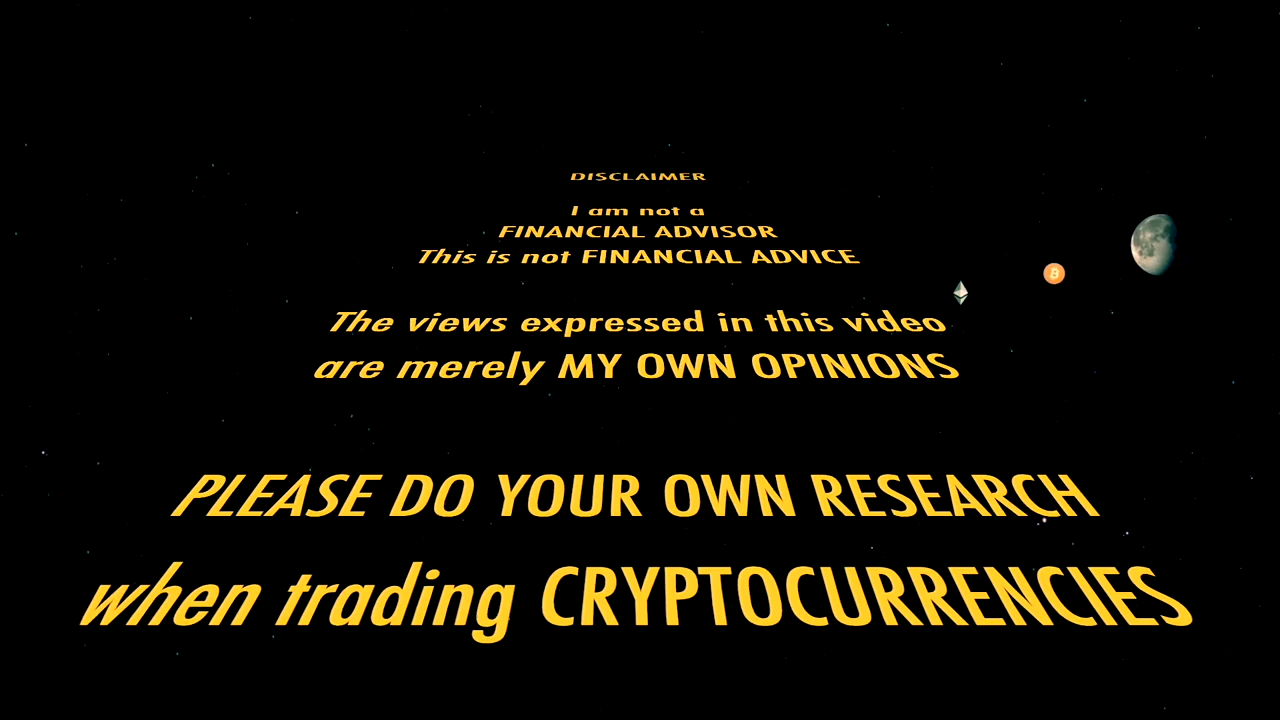 DISCLAIMER
I am not a
FINANCIAL ADVISOR
This is not FINANCIAL ADVICE
The views expressed in this video
are merely MY OWN OPINIONS
PLEASE DO YOUR OWN RESEARCH
when trading CRYPTOCURRENCIES